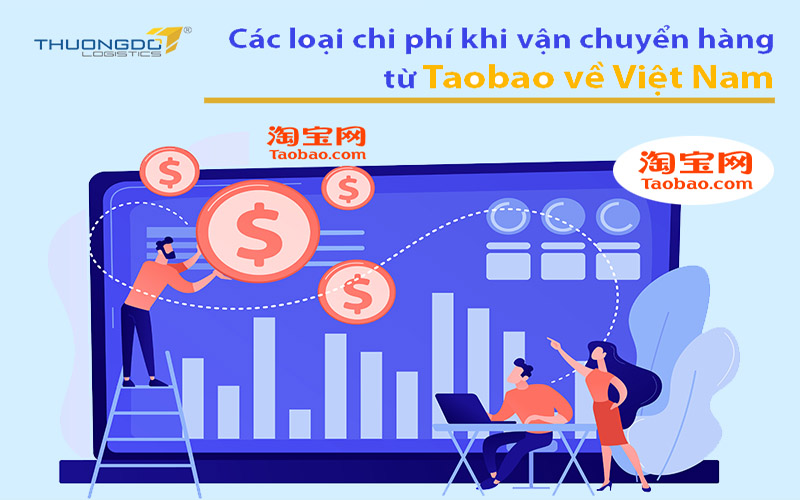 THUONGDO
LOGISTICS
®
Các loại chi phí khi vận chuyển hàng
từ Taobao về Việt Nam
淘宝网
Taobao.com
淘宝网
Taobao.com
$
$
$
$